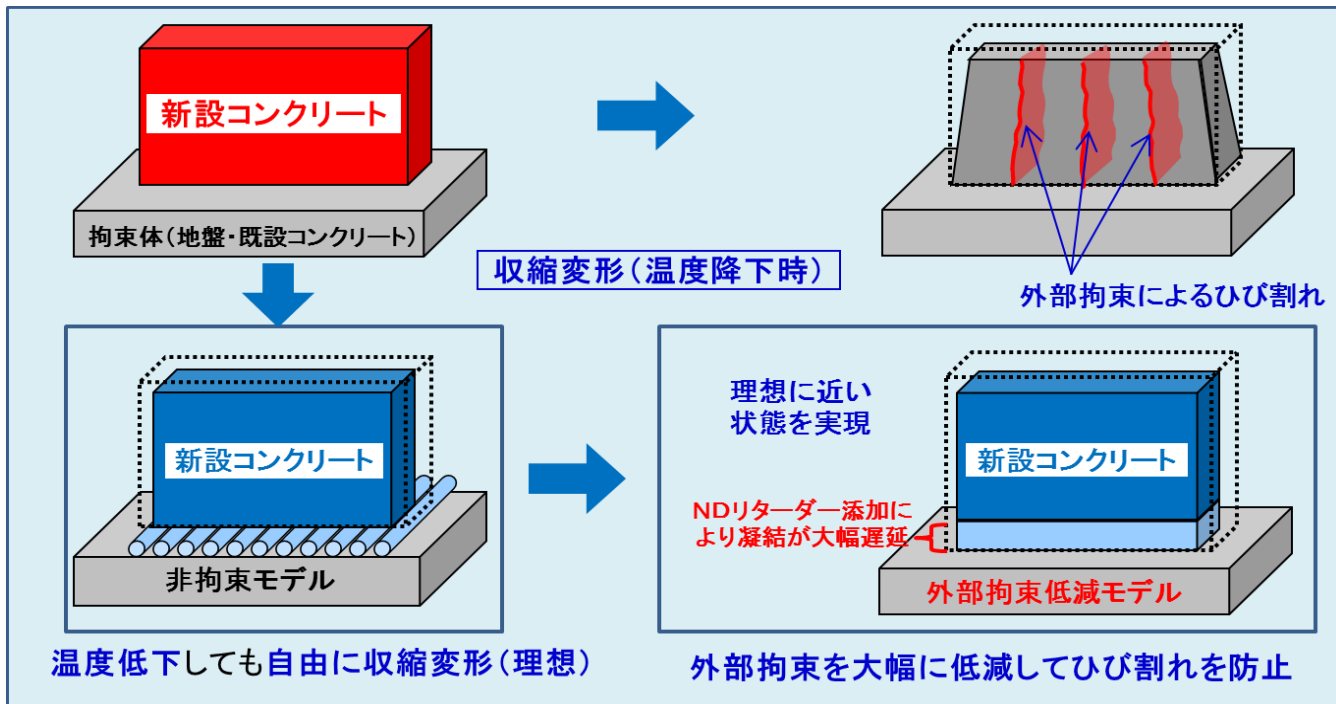 新設コンクリート
拘束体(地盤・既設コンクリート)
収縮変形(温度降下時)
外部拘束によるひび割れ
新設コンクリート
非拘束モデル
温度低下しても自由に収縮変形(理想)
理想に近い
状態を実現
新設コンクリート
NDリターダー添加に
より凝結が大幅遅延
外部拘束低減モデル
外部拘束を大幅に低減してひび割れを防止